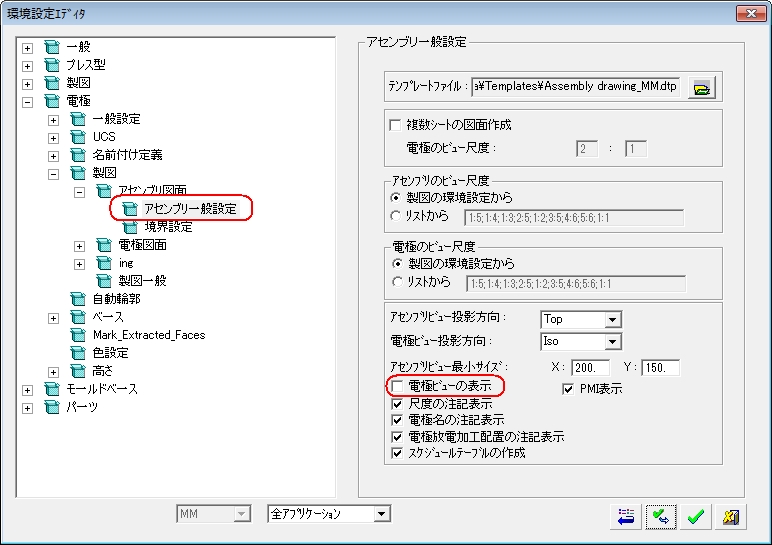 環境設定ｴﾃﾞｨﾀ
一般
プレス型
製図
電極
一般設定
UCS
名前付け定義
製図
アセンブリ図面
アセンブリ一般設定
境界設定
電極図面
ing
製図一般
自動輪郭
ベース
Mark_Extracted_Faces
色設定
高さ
モールドベース
パーツ
MM
全アプリケーション
アセンブリ一般設定
テンプレートファイル：
a¥Templates¥Assembly drawing_MM.dtp
複数シートの図面作成
電極のビュー尺度： 2 : 1
アセンブリのビュー尺度
製図の環境設定から
リストから 1:5;1:4;1:3;2:5;1:2;3:5;4:6;5:6;1:1
電極のビュー尺度
製図の環境設定から
リストから 1:5;1:4;1:3;2:5;1:2;3:5;4:6;5:6;1:1
アセンブリビュー投影方向： Top
電極ビュー投影方向： Iso
アセンブリビュー最小サイズ： X: 200. Y: 150.
電極ビューの表示 PMI表示
尺度の注記表示
電極名の注記表示
電極放電加工配置の注記表示
スケジュールテーブルの作成